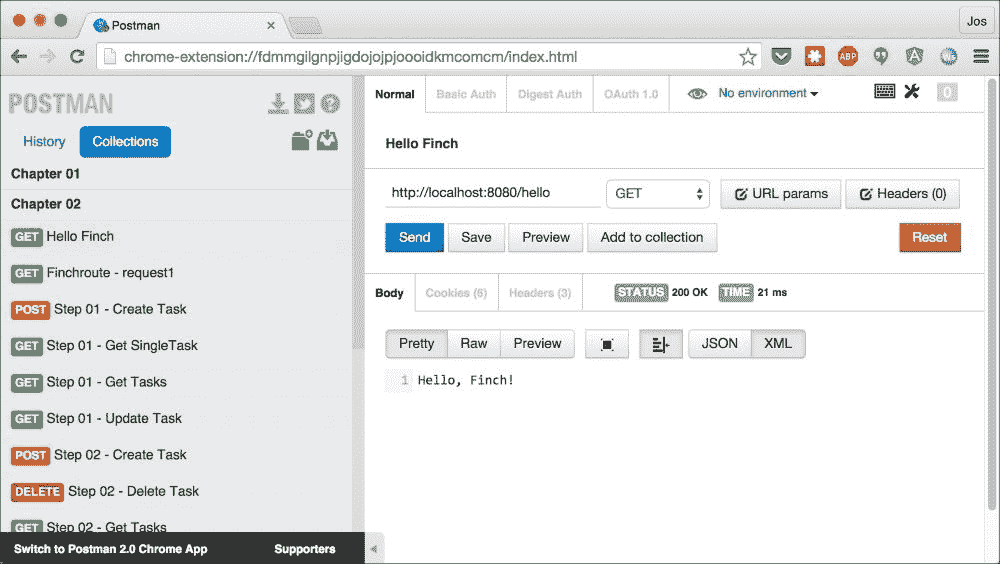 Postman
Jos
chrome-extension://fdmmgilgnpjigdojojpjoooidkmcomcm/index.html
ABP
POSTMAN
Normal
Basic Auth
Digest Auth
OAuth 1.0
No environment
0
History
Collections
Hello Finch
Chapter 01
http://localhost:8080/hello
GET
URL params
Headers (0)
Chapter 02
GET Hello Finch
Send
Save
Preview
Add to collection
Reset
GET Finchroute - request1
POST Step 01 - Create Task
GET Step 01 - Get SingleTask
GET Step 01 - Get Tasks
GET Step 01 - Update Task
POST Step 02 - Create Task
DELETE Step 02 - Delete Task
GET Step 02 - Get Tasks
Body
Cookies (6)
Headers (3)
STATUS 200 OK TIME 21 ms
Pretty
Raw
Preview
JSON
XML
1 Hello, Finch!
Switch to Postman 2.0 Chrome App
Supporters